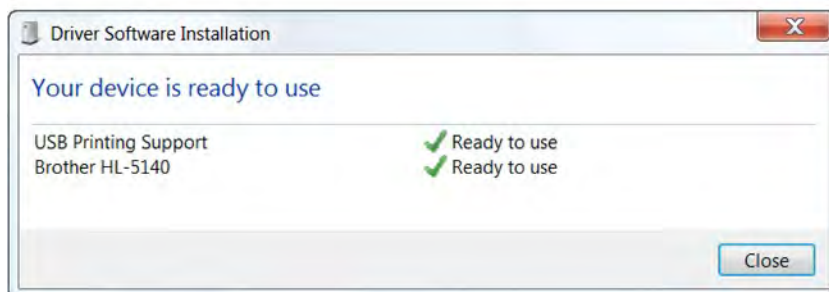 Driver Software Installation
X
Your device is ready to use
USB Printing Support Ready to use
Brother HL-5140 Ready to use
Close